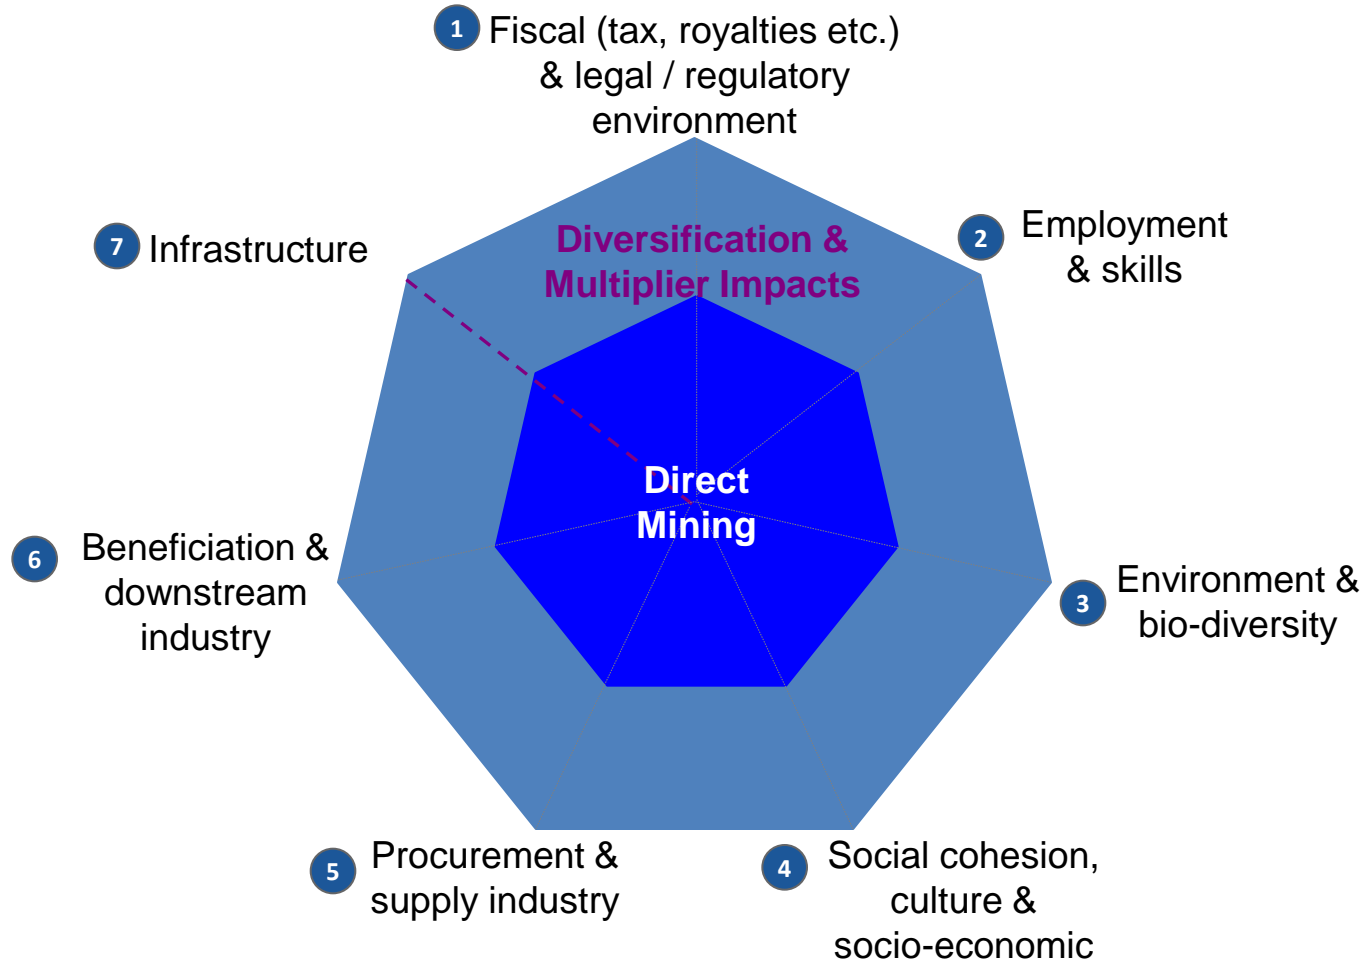 1 Fiscal (tax, royalties etc.)
& legal / regulatory
environment
Diversification &
Multiplier Impacts
Direct
Mining
2 Employment
& skills
3 Environment &
bio-diversity
4 Social cohesion,
culture &
socio-economic
5 Procurement &
supply industry
6 Beneficiation &
downstream
industry
7 Infrastructure